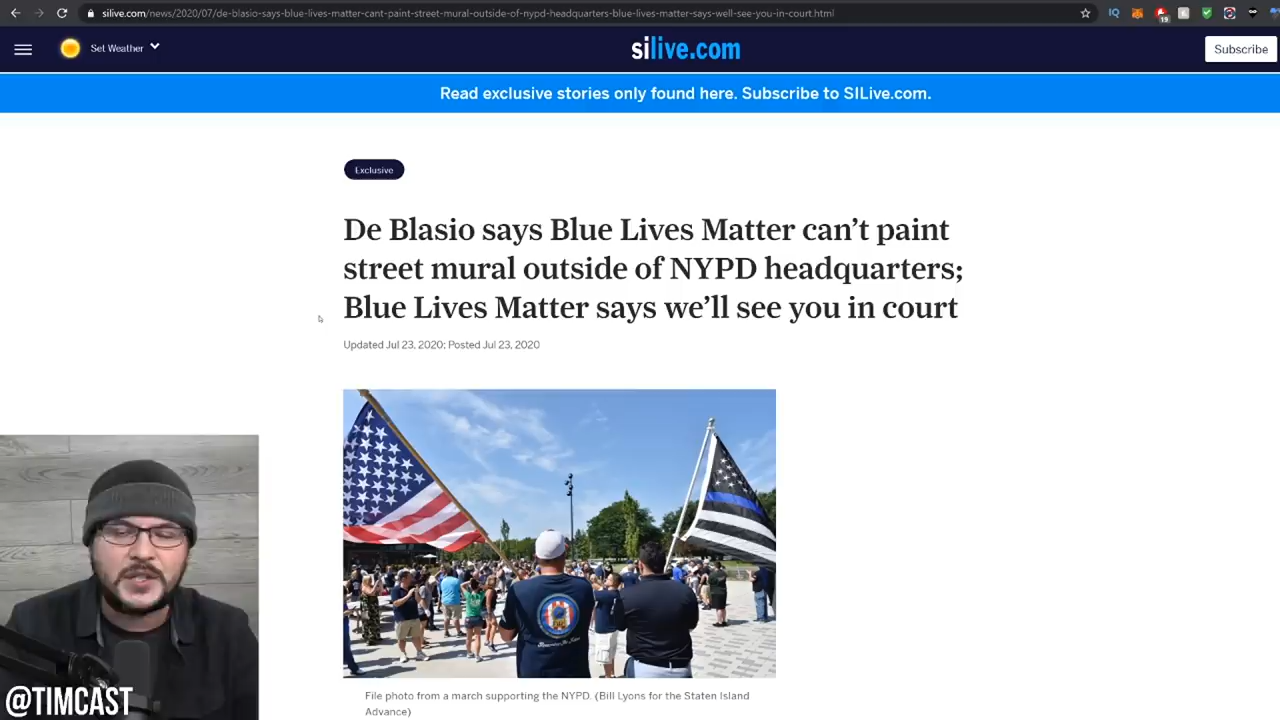 silive.com/news/2020/07/de-blasio-says-blue-lives-matter-cant-paint-street-mural-outside-of-nypd-headquarters-blue-lives-matter-says-well-see-you-in-court.html
IQ
19
Set Weather
silive.com
Subscribe
Read exclusive stories only found here. Subscribe to SILive.com.
Exclusive
De Blasio says Blue Lives Matter can’t paint
street mural outside of NYPD headquarters;
Blue Lives Matter says we’ll see you in court
Updated Jul 23, 2020; Posted Jul 23, 2020
File photo from a march supporting the NYPD. (Bill Lyons for the Staten Island
Advance)
@TIMCAST